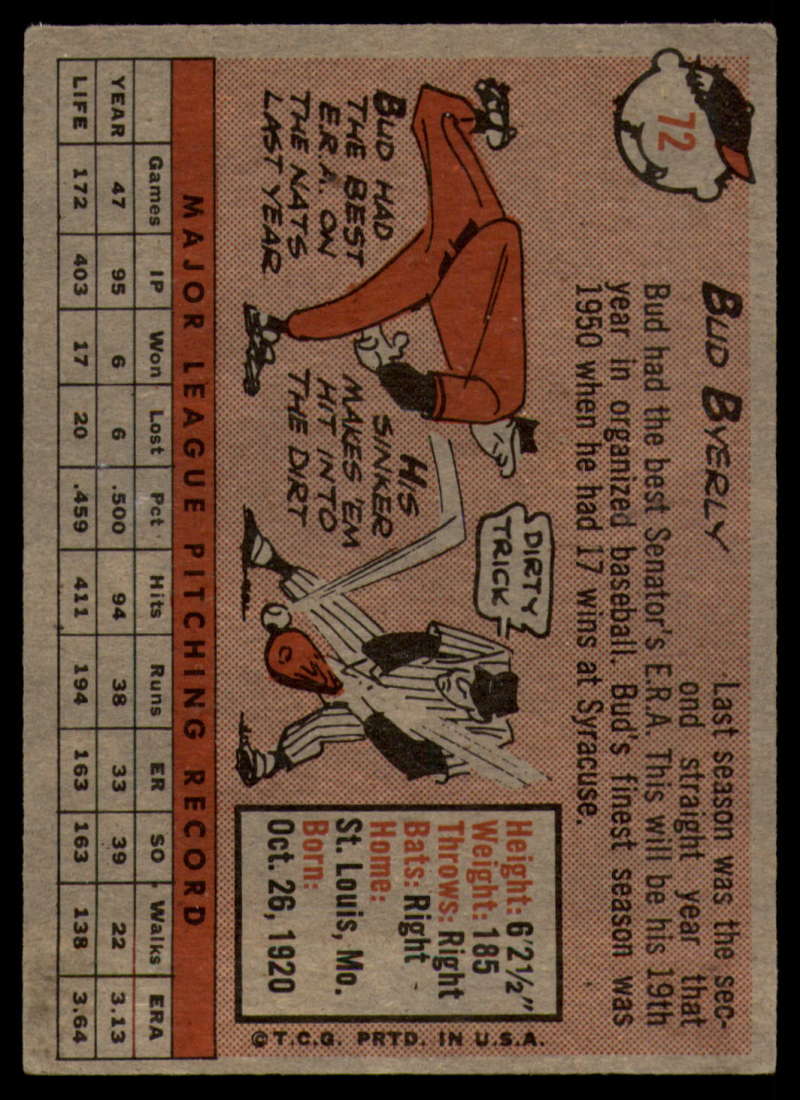 72
BUD BYERLY
Last season was the sec-
ond straight year that
Bud had the best Senator's E.R.A. This will be his 19th
year in organized baseball. Bud's finest season was
1950 when he had 17 wins at Syracuse.
BUD HAD
THE BEST
E.R.A. ON
THE NATS
LAST YEAR
HIS
SINKER
MAKES 'EM
HIT INTO
THE DIRT
DIRTY
TRICK
Height: 6'2½"
Weight: 185
Throws: Right
Bats: Right
Home:
St. Louis, Mo.
Born:
Oct. 26, 1920
© T.C.G. PRTD. IN U.S.A.
MAJOR LEAGUE PITCHING RECORD
Games IP Won Lost Pct. Hits Runs ER SO Walks ERA
YEAR 47 95 6 6 .500 94 38 33 39 22 3.13
LIFE 172 403 17 20 .459 411 194 163 163 138 3.64